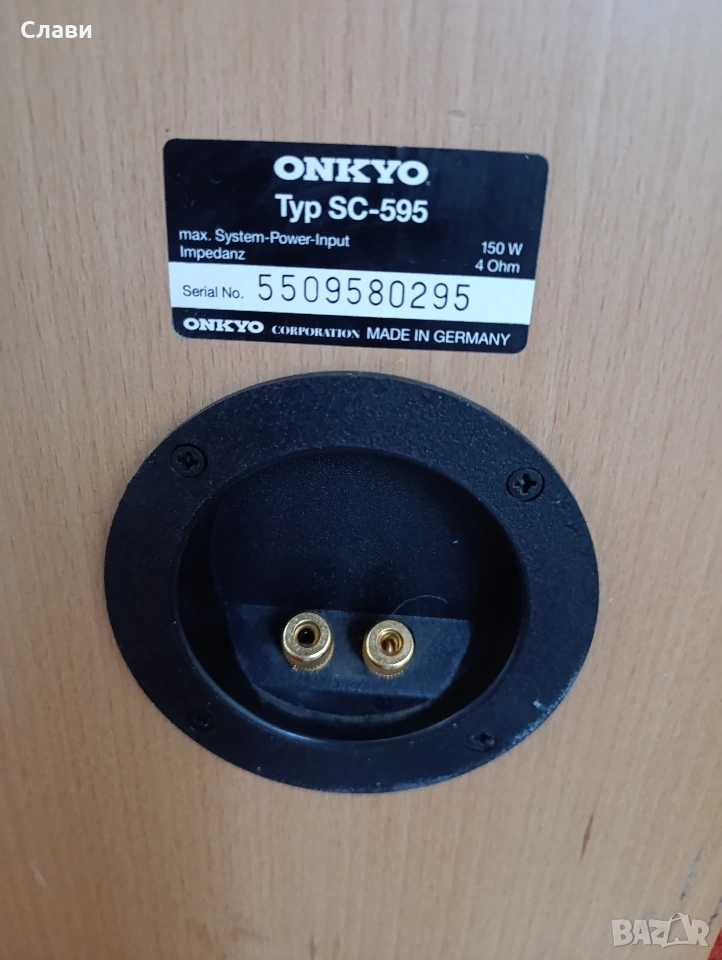 Слави
ONKYO
Typ SC-595
max. System-Power-Input 150 W
Impedanz 4 Ohm
Serial No. 5509580295
ONKYO CORPORATION MADE IN GERMANY
BAZAR